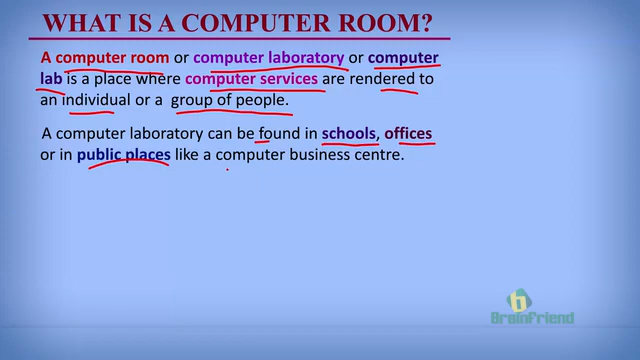 WHAT IS A COMPUTER ROOM?
A computer room or computer laboratory or computer
lab is a place where computer services are rendered to
an individual or a group of people.
A computer laboratory can be found in schools, offices
or in public places like a computer business centre.
b
BrainFriend